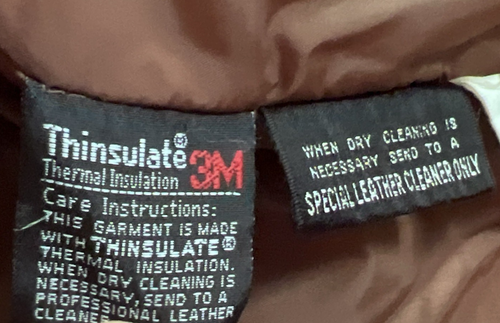 Thinsulate® 3M
Thermal Insulation
Care Instructions:
THIS GARMENT IS MADE
WITH THINSULATE®
THERMAL INSULATION.
WHEN DRY CLEANING IS
NECESSARY, SEND TO A
PROFESSIONAL LEATHER
CLEANER
WHEN DRY CLEANING IS
NECESSARY SEND TO A
SPECIAL LEATHER CLEANER ONLY